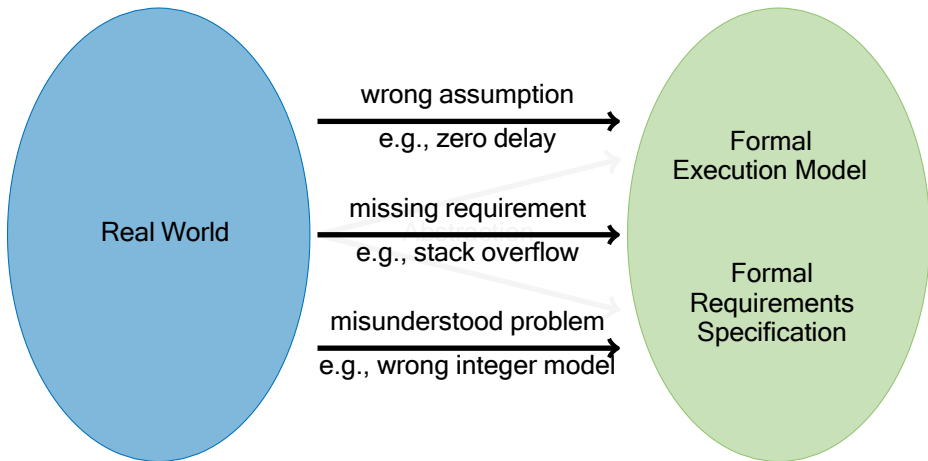 wrong assumption
e.g., zero delay
Real World
missing requirement
Abstraction
e.g., stack overflow
misunderstood problem
e.g., wrong integer model
Formal
Execution Model
Formal
Requirements
Specification